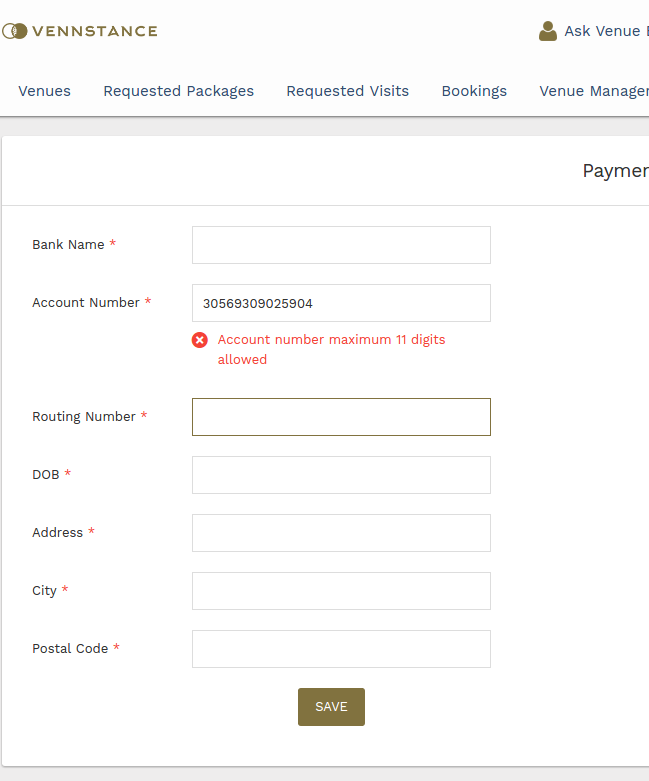 VENNSTANCE
Ask Venue
Venues Requested Packages Requested Visits Bookings Venue Manager
Paymen
Bank Name *
Account Number * 30569309025904
Account number maximum 11 digits
allowed
Routing Number *
DOB *
Address *
City *
Postal Code *
SAVE